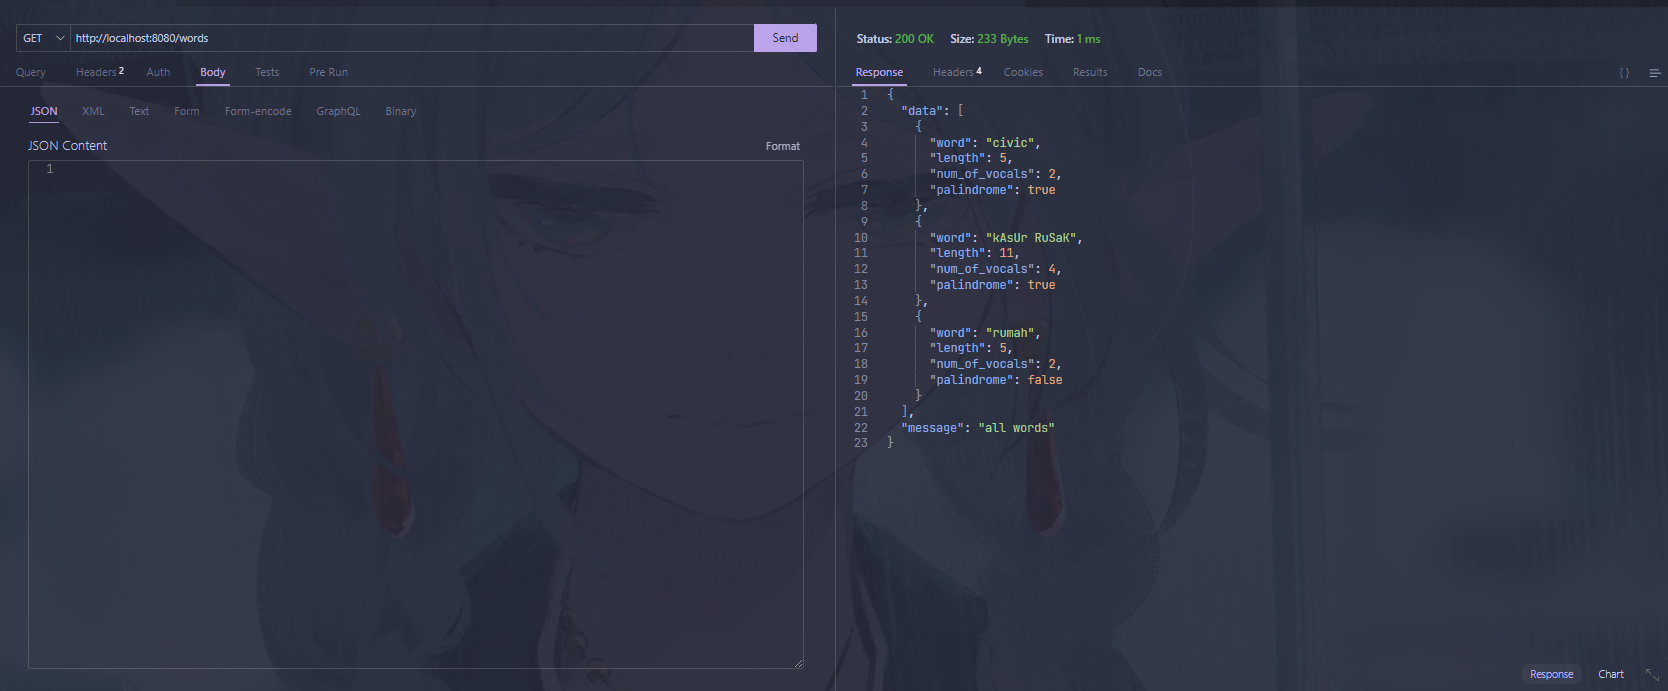 GET http://localhost:8080/words Send
Query Headers 2 Auth Body Tests Pre Run
JSON XML Text Form Form-encode GraphQL Binary
JSON Content Format
1
Status: 200 OK Size: 233 Bytes Time: 1 ms
Response Headers 4 Cookies Results Docs { }
1 {
2 "data": [
3 {
4 "word": "civic",
5 "length": 5,
6 "num_of_vocals": 2,
7 "palindrome": true
8 },
9 {
10 "word": "kAsUr RuSaK",
11 "length": 11,
12 "num_of_vocals": 4,
13 "palindrome": true
14 },
15 {
16 "word": "rumah",
17 "length": 5,
18 "num_of_vocals": 2,
19 "palindrome": false
20 }
21 ],
22 "message": "all words"
23 }
Response Chart